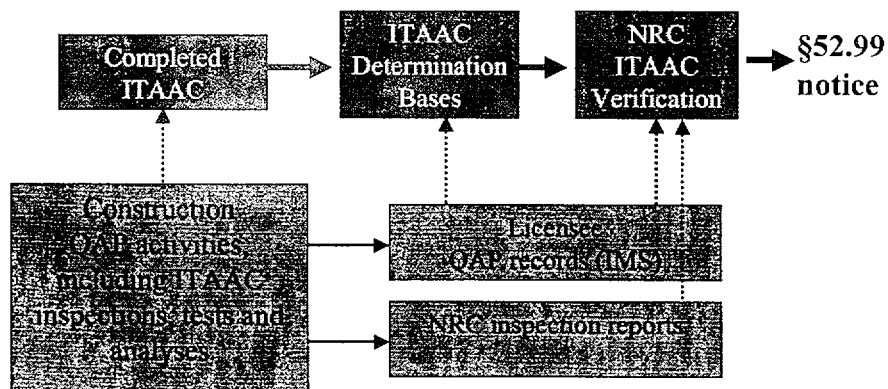 Completed
ITAAC
ITAAC
Determination
Bases
NRC
ITAAC
Verification
§52.99
notice
Construction
QAP activities,
including ITAAC
inspections, tests and
analyses
Licensee
QAP records (IMS)
NRC inspection reports